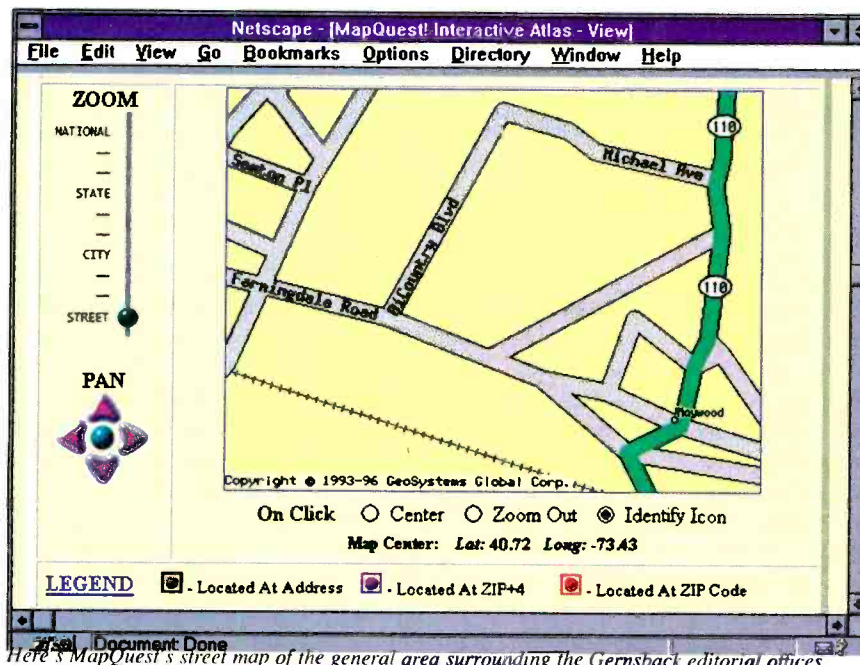 Netscape - [MapQuest! Interactive Atlas - View]
File Edit View Go Bookmarks Options Directory Window Help
ZOOM
NATIONAL
STATE
CITY
STREET
PAN
110
Michael Ave
Seaton Pl
BiCountry Blvd
110
Farmingdale Road
Maywood
Copyright © 1993-96 GeoSystems Global Corp.
On Click Center Zoom Out Identify Icon
Map Center: Lat: 40.72 Long: -73.43
LEGEND - Located At Address - Located At ZIP+4 - Located At ZIP Code
Document: Done
Here's MapQuest's street map of the general area surrounding the Gernsback editorial offices